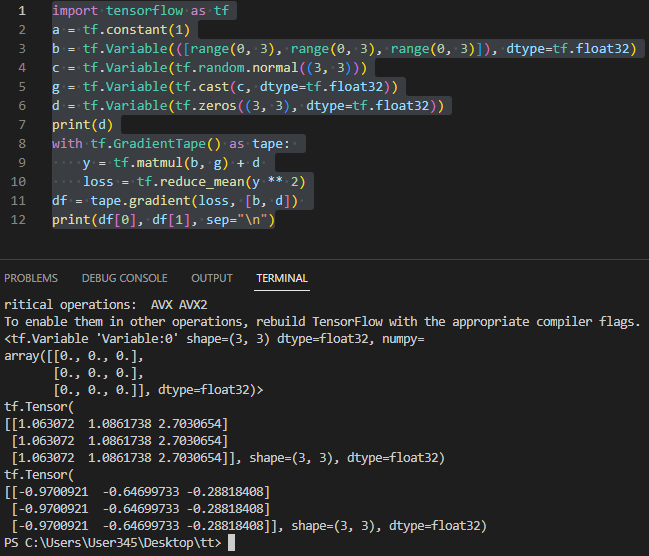 1 import tensorflow as tf
2 a = tf.constant(1)
3 b = tf.Variable(([range(0, 3), range(0, 3), range(0, 3)]), dtype=tf.float32)
4 c = tf.Variable(tf.random.normal((3, 3)))
5 g = tf.Variable(tf.cast(c, dtype=tf.float32))
6 d = tf.Variable(tf.zeros((3, 3), dtype=tf.float32))
7 print(d)
8 with tf.GradientTape() as tape:
9     y = tf.matmul(b, g) + d
10     loss = tf.reduce_mean(y ** 2)
11 df = tape.gradient(loss, [b, d])
12 print(df[0], df[1], sep="\n")
PROBLEMS DEBUG CONSOLE OUTPUT TERMINAL
ritical operations:  AVX AVX2
To enable them in other operations, rebuild TensorFlow with the appropriate compiler flags.
<tf.Variable 'Variable:0' shape=(3, 3) dtype=float32, numpy=
array([[0., 0., 0.],
       [0., 0., 0.],
       [0., 0., 0.]], dtype=float32)>
tf.Tensor(
[[1.063072  1.0861738 2.7030654]
 [1.063072  1.0861738 2.7030654]
 [1.063072  1.0861738 2.7030654]], shape=(3, 3), dtype=float32)
tf.Tensor(
[[-0.9700921  -0.64699733 -0.28818408]
 [-0.9700921  -0.64699733 -0.28818408]
 [-0.9700921  -0.64699733 -0.28818408]], shape=(3, 3), dtype=float32)
PS C:\Users\User345\Desktop\tt>